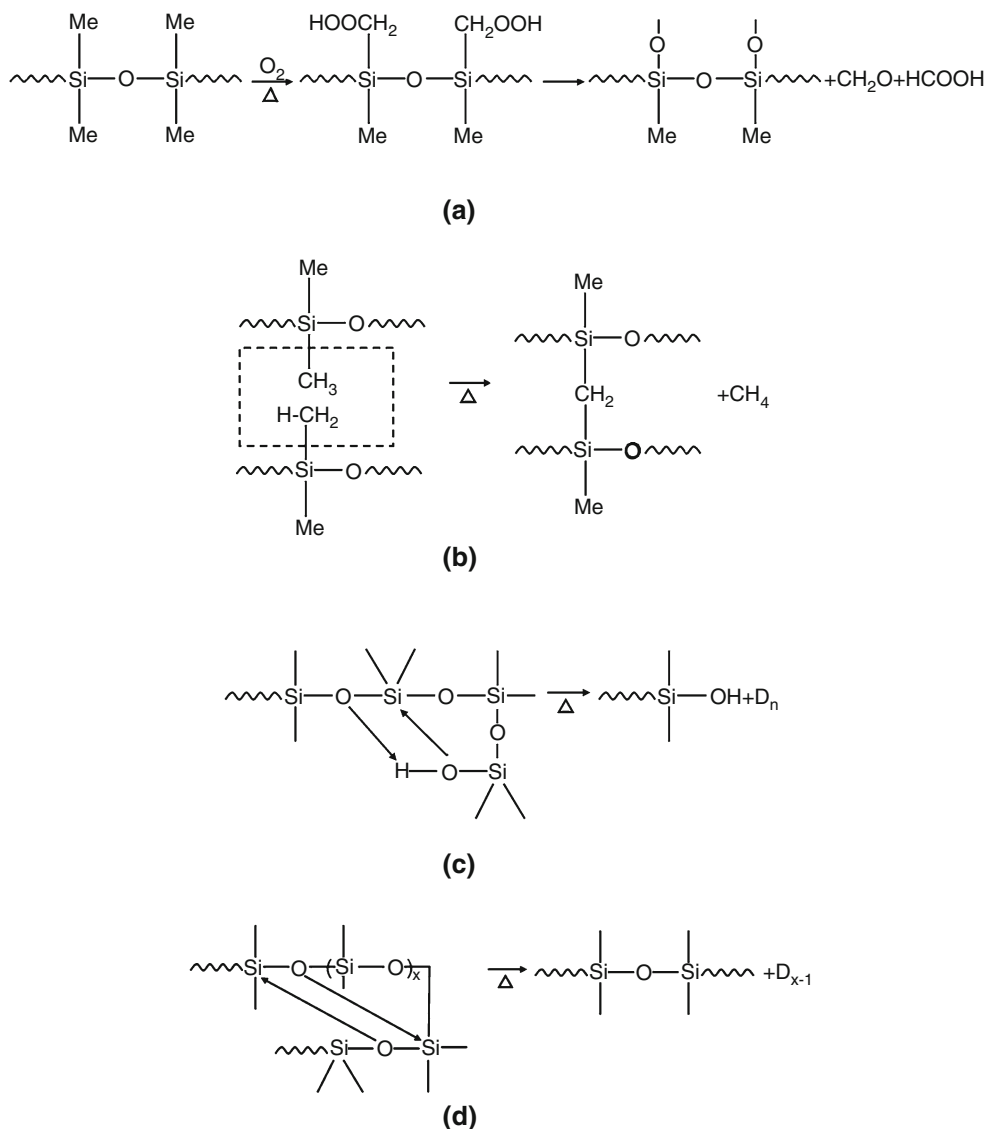 Me Me HOOCH2 CH2OOH O O
Si O Si O2 Δ Si O Si Si O Si +CH2O+HCOOH
Me Me Me Me Me Me
(a)
Me Me
Si O Si O
CH3 Δ CH2 +CH4
H-CH2
Si O Si O
Me Me
(b)
Si O Si O Si Δ Si OH+Dn
O
H O Si
(c)
Si O (Si O)x Δ Si O Si +Dx-1
Si O Si
(d)